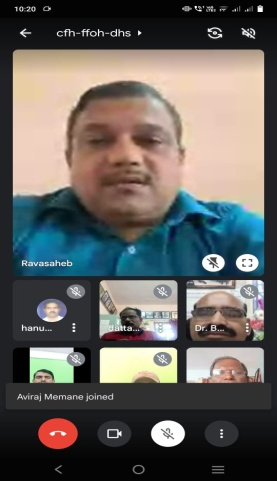 10:20
cfh-ffoh-dhs
Ravasaheb
hanu...
datta...
Dr. B...
Aviraj Memane joined